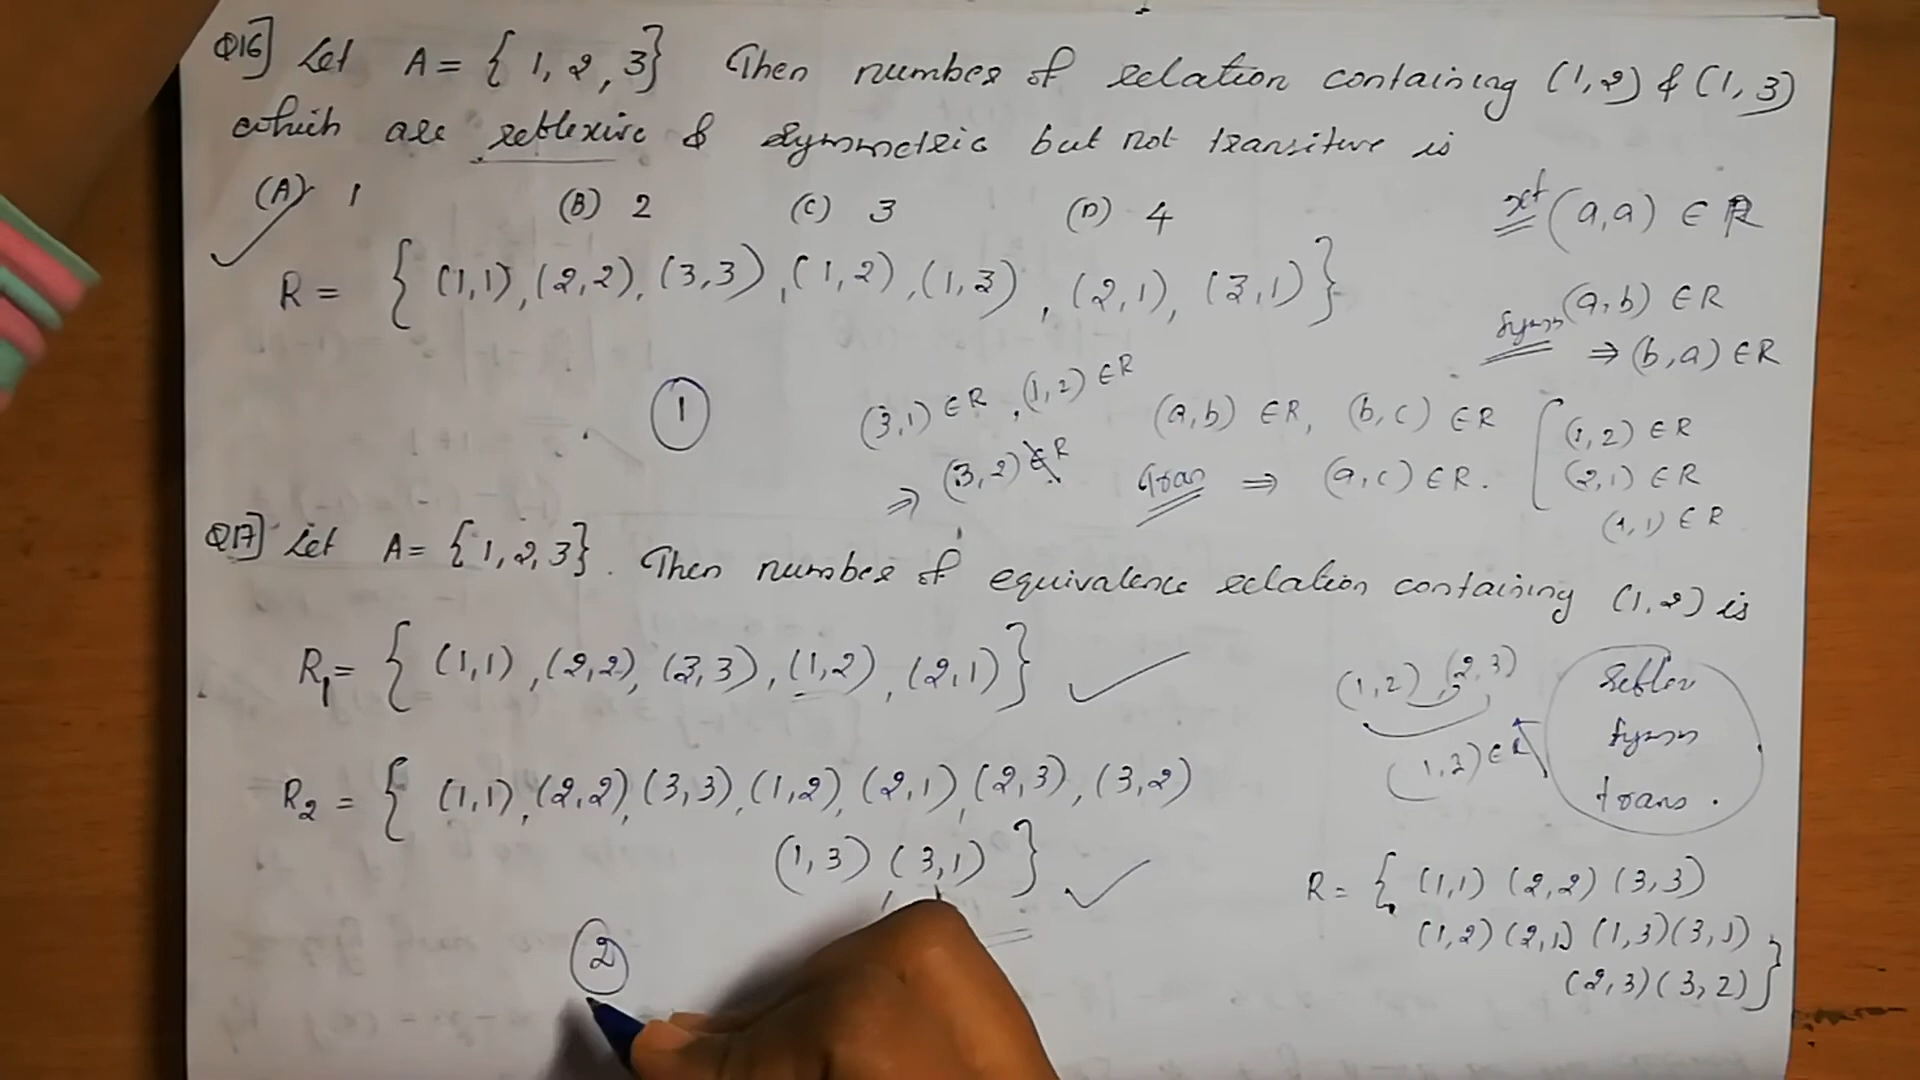 Q16] Let A = { 1, 2, 3} Then number of relation containing (1,2) & (1,3)
which are reflexive & symmetric but not transitive is
(A) 1 (B) 2 (C) 3 (D) 4
R = { (1,1), (2,2), (3,3), (1,2), (1,3), (2,1), (3,1) }
(a,a) ∈ R
Symm (a,b) ∈ R
⇒ (b,a) ∈ R
1
(3,1) ∈ R, (1,2) ∈ R
⇒ (3,2) ∉ R
(a,b) ∈ R, (b,c) ∈ R
Tran ⇒ (a,c) ∈ R.
(1,2) ∈ R
(2,1) ∈ R
(1,1) ∈ R
Q17] Let A = {1,2,3}. Then number of equivalence relation containing (1,2) is
R1 = { (1,1), (2,2), (3,3), (1,2), (2,1) }
R2 = { (1,1), (2,2), (3,3), (1,2), (2,1), (2,3), (3,2)
(1,3) (3,1) }
2
(1,2), (2,3)
(1,3) ∈ R
Reflex
Symm
trans.
R = { (1,1) (2,2) (3,3)
(1,2) (2,1) (1,3) (3,1)
(2,3) (3,2) }